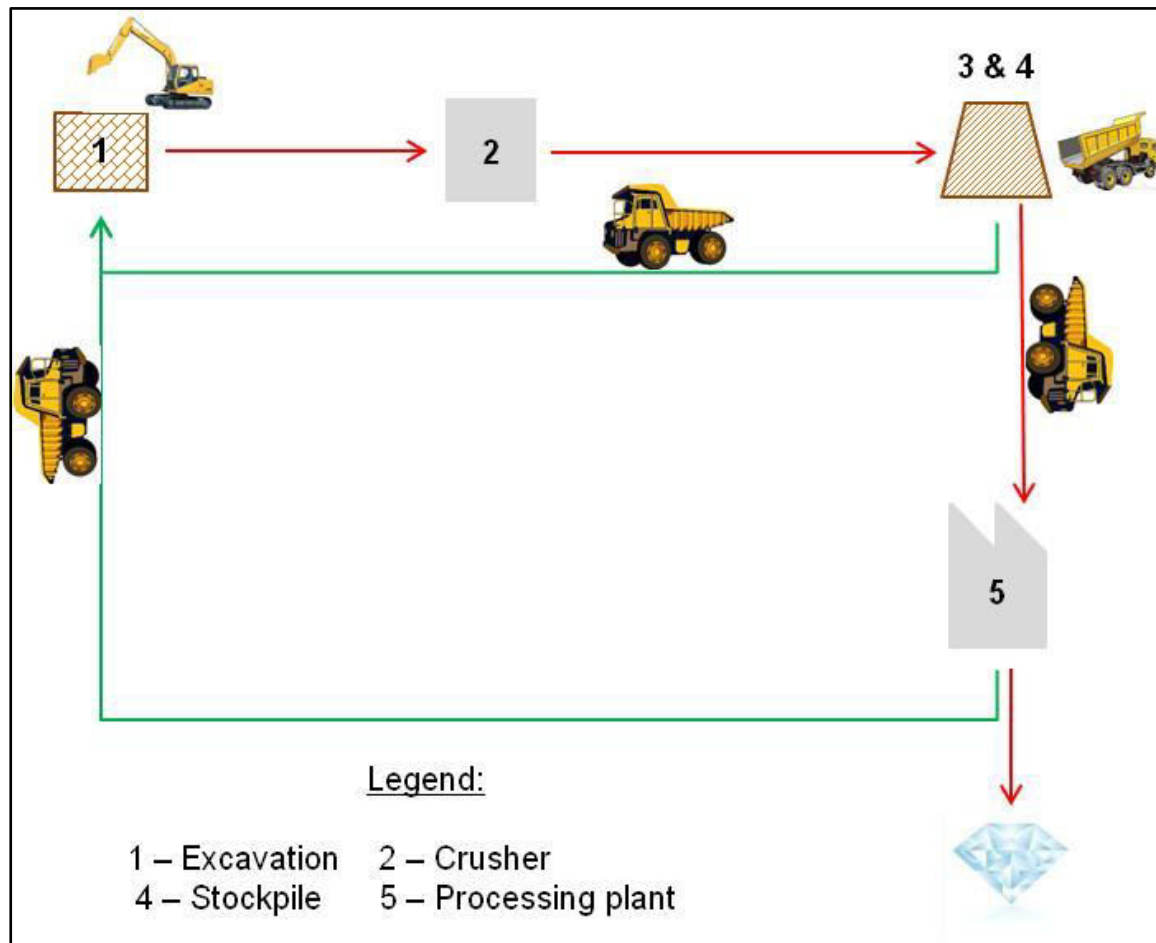 3 & 4
1
2
5
Legend:
1 – Excavation 2 – Crusher
4 – Stockpile 5 – Processing plant